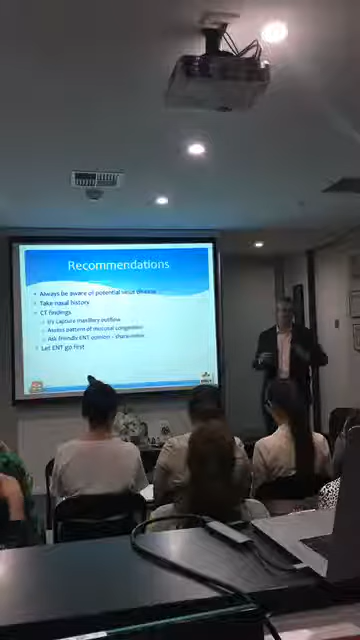 Recommendations
• Always be aware of potential sinus disease
• Take nasal history
• CT findings
Try capture maxillary outflow
Assess pattern of mucosal congestion
Ask friendly ENT opinion -
• Let ENT go first